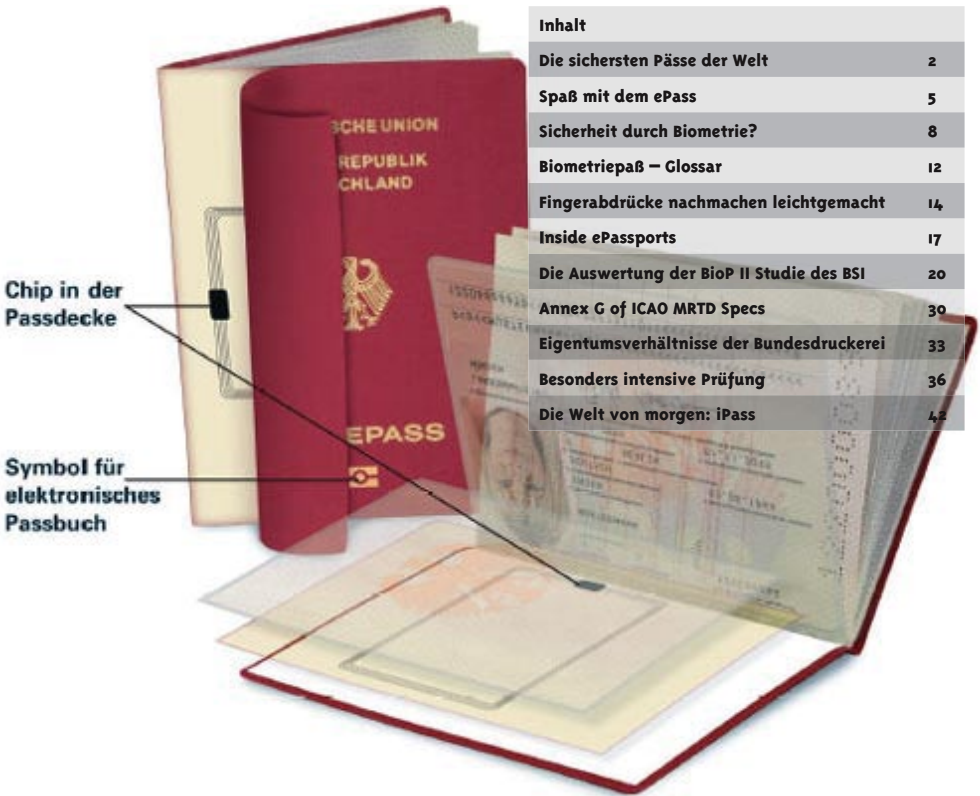 Inhalt
Die sichersten Pässe der Welt 2
Spaß mit dem ePass 5
Sicherheit durch Biometrie? 8
Biometriepaß – Glossar 12
Fingerabdrücke nachmachen leichtgemacht 14
Inside ePassports 17
Die Auswertung der BioP II Studie des BSI 20
Annex G of ICAO MRTD Specs 30
Eigentumsverhältnisse der Bundesdruckerei 33
Besonders intensive Prüfung 36
Die Welt von morgen: iPass 42
SCHE UNION
REPUBLIK
CHLAND
EPASS
Chip in der
Passdecke
Symbol für
elektronisches
Passbuch